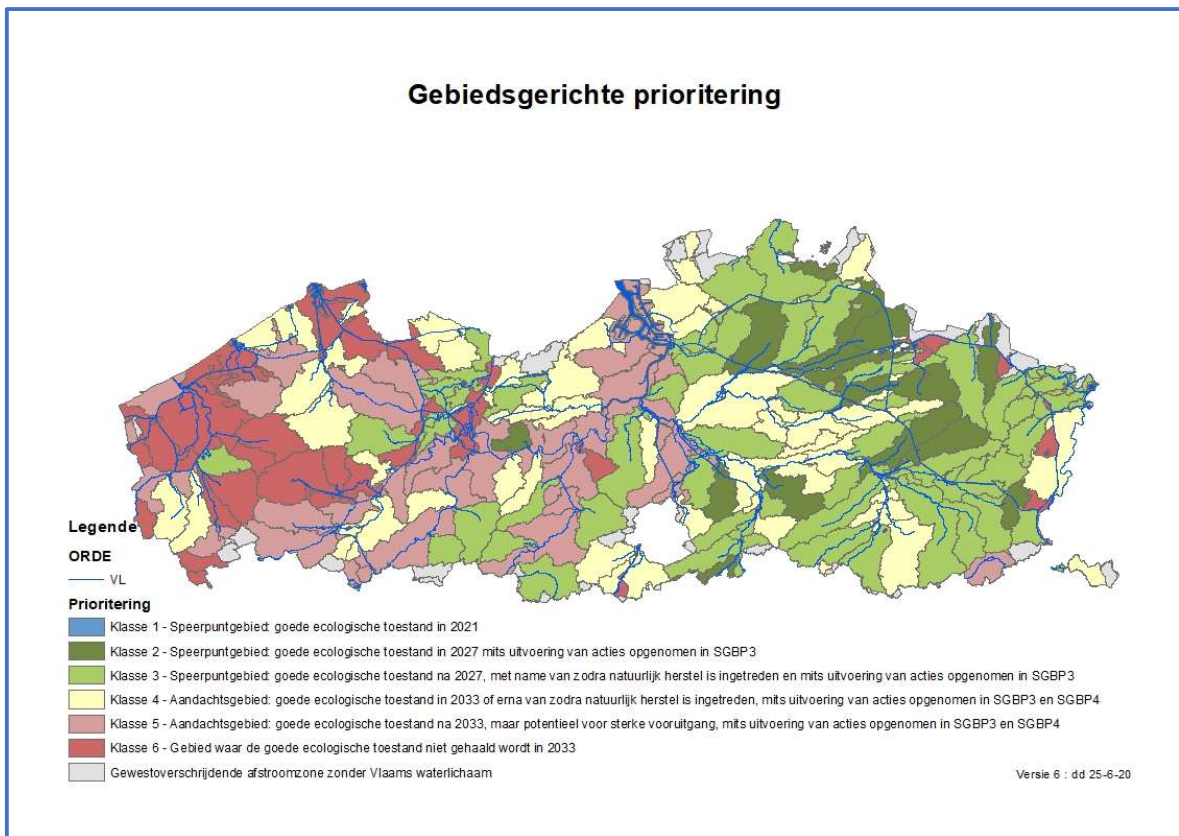 Gebiedsgerichte prioritering
Legende
ORDE
VL
Prioritering
Klasse 1 - Speerpuntgebied: goede ecologische toestand in 2021
Klasse 2 - Speerpuntgebied: goede ecologische toestand in 2027 mits uitvoering van acties opgenomen in SGBP3
Klasse 3 - Speerpuntgebied: goede ecologische toestand na 2027, met name van zodra natuurlijk herstel is ingetreden en mits uitvoering van acties opgenomen in SGBP3
Klasse 4 - Aandachtsgebied: goede ecologische toestand in 2033 of erna van zodra natuurlijk herstel is ingetreden, mits uitvoering van acties opgenomen in SGBP3 en SGBP4
Klasse 5 - Aandachtsgebied: goede ecologische toestand na 2033, maar potentieel voor sterke vooruitgang, mits uitvoering van acties opgenomen in SGBP3 en SGBP4
Klasse 6 - Gebied waar de goede ecologische toestand niet gehaald wordt in 2033
Gewestoverschrijdende afstroomzone zonder Vlaams waterlichaam
Versie 6 : dd 25-6-20